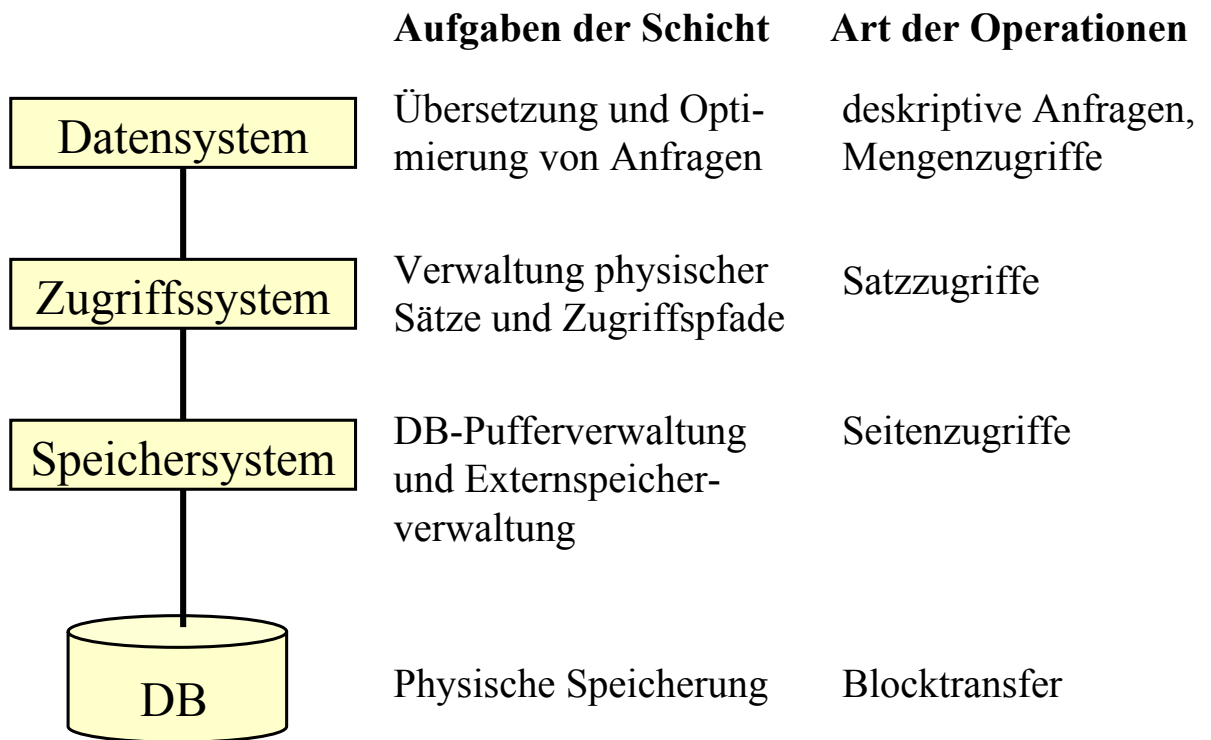 Aufgaben der Schicht Art der Operationen
Datensystem
Übersetzung und Opti-
mierung von Anfragen
deskriptive Anfragen,
Mengenzugriffe
Zugriffssystem
Verwaltung physischer
Sätze und Zugriffspfade
Satzzugriffe
Speichersystem
DB-Pufferverwaltung
und Externspeicher-
verwaltung
Seitenzugriffe
DB
Physische Speicherung
Blocktransfer